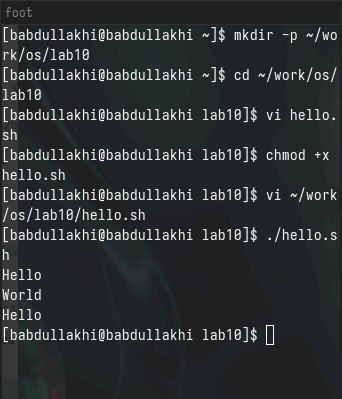 foot
[babdullakhi@babdullakhi ~]$ mkdir -p ~/wo
rk/os/lab10
[babdullakhi@babdullakhi ~]$ cd ~/work/os/
lab10
[babdullakhi@babdullakhi lab10]$ vi hello.
sh
[babdullakhi@babdullakhi lab10]$ chmod +x
hello.sh
[babdullakhi@babdullakhi lab10]$ vi ~/work
/os/lab10/hello.sh
[babdullakhi@babdullakhi lab10]$ ./hello.s
h
Hello
World
Hello
[babdullakhi@babdullakhi lab10]$